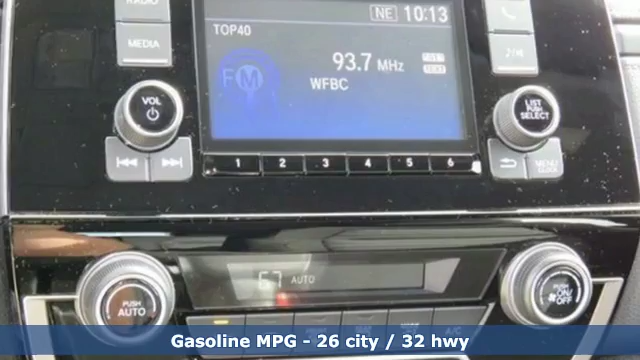 RADIO
NE 10:13
TOP40
MEDIA
93.7 MHz
FM
WFBC
VOL
LIST
PUSH
SELECT
1 2 3 4 5 6
MENU
CLOCK
AUTO
PUSH
AUTO
PUSH
ON/
OFF
A/C
Gasoline MPG - 26 city / 32 hwy